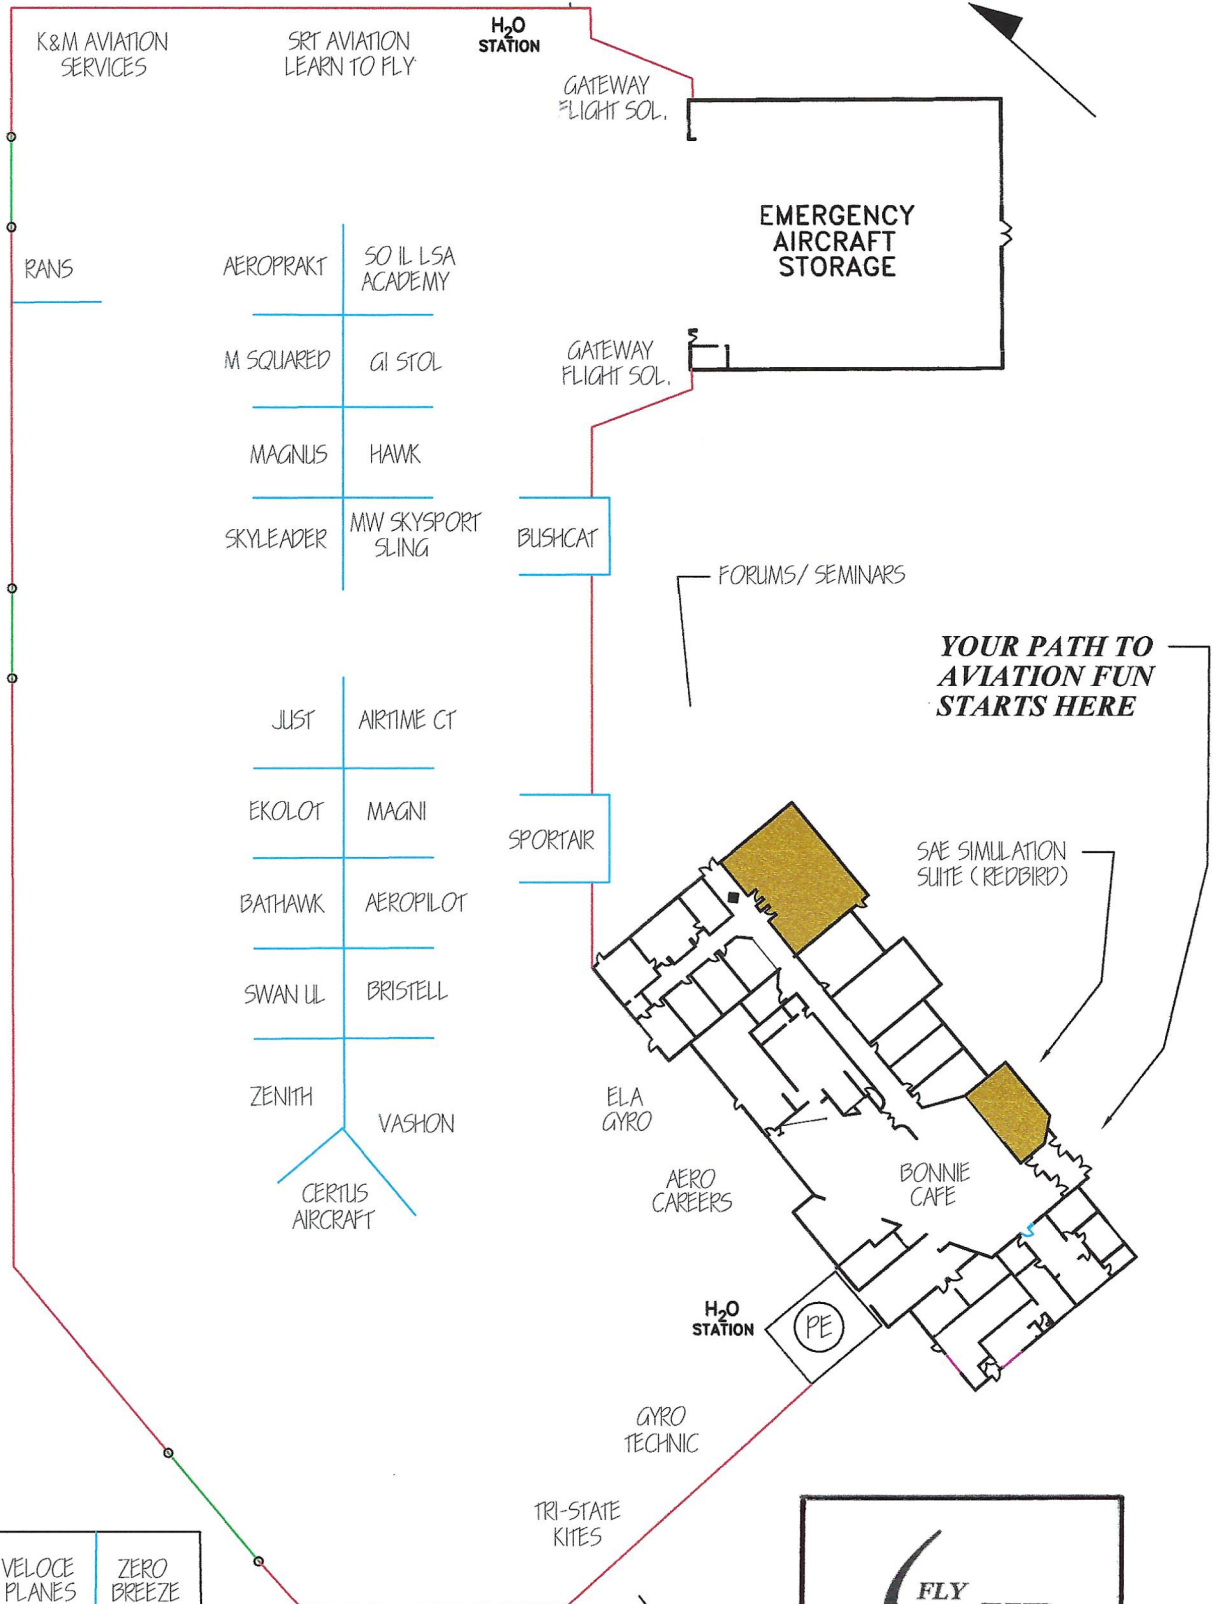 K&M AVIATION
SERVICES
SRT AVIATION
LEARN TO FLY
H2O
STATION
GATEWAY
FLIGHT SOL.
EMERGENCY
AIRCRAFT
STORAGE
RANS
AEROPRAKT
SO IL LSA
ACADEMY
M SQUARED
GI STOL
GATEWAY
FLIGHT SOL.
MAGNUS
HAWK
SKYLEADER
MW SKYSPORT
SLING
BUSHCAT
FORUMS/ SEMINARS
YOUR PATH TO
AVIATION FUN
STARTS HERE
JUST
AIRTIME CT
EKOLOT
MAGNI
SPORTAIR
SAE SIMULATION
SUITE (REDBIRD)
BATHAWK
AEROPILOT
SWAN UL
BRISTELL
ZENITH
VASHON
ELA
GYRO
CERTUS
AIRCRAFT
AERO
CAREERS
BONNIE
CAFE
H2O
STATION
PE
GYRO
TECHNIC
TRI-STATE
KITES
VELOCE
PLANES
ZERO
BREEZE
FLY